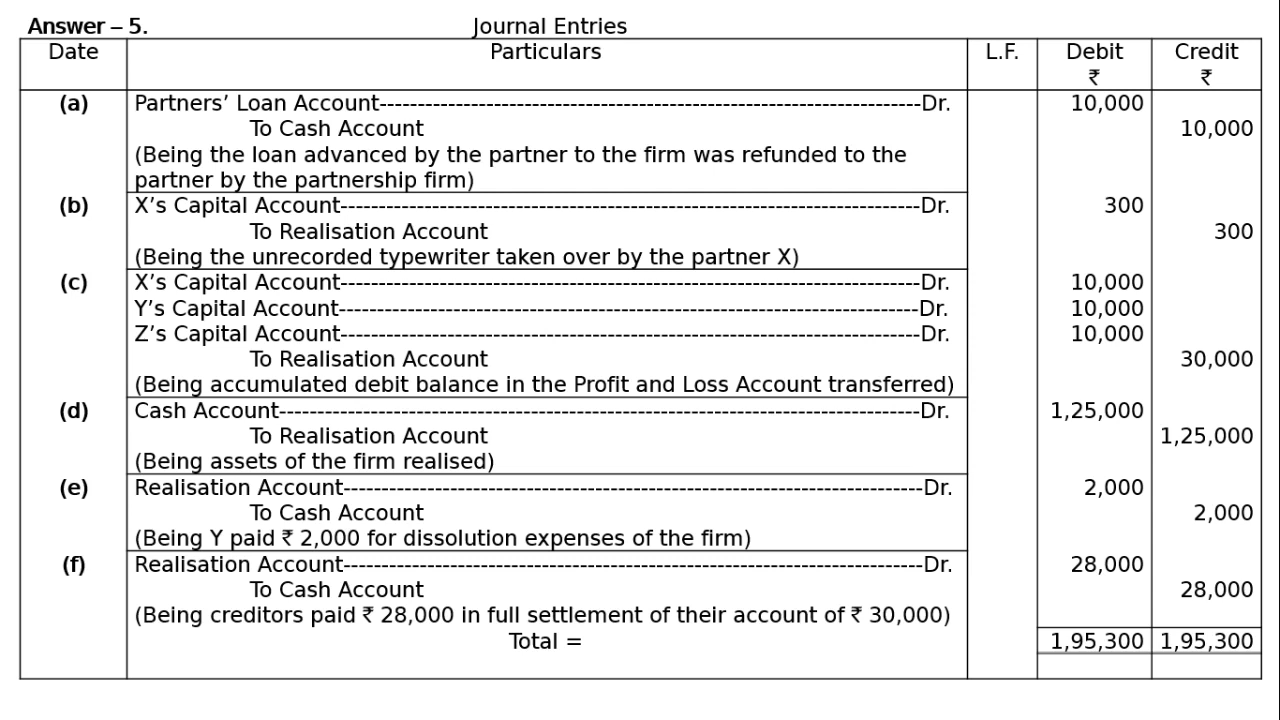 Answer – 5. Journal Entries
Date Particulars L.F. Debit Credit
₹ ₹
(a) Partners’ Loan Account-----------------------------------------------------------------------Dr. 10,000
To Cash Account 10,000
(Being the loan advanced by the partner to the firm was refunded to the
partner by the partnership firm)
(b) X’s Capital Account----------------------------------------------------------------------------Dr. 300
To Realisation Account 300
(Being the unrecorded typewriter taken over by the partner X)
(c) X’s Capital Account----------------------------------------------------------------------------Dr. 10,000
Y’s Capital Account----------------------------------------------------------------------------Dr. 10,000
Z’s Capital Account----------------------------------------------------------------------------Dr. 10,000
To Realisation Account 30,000
(Being accumulated debit balance in the Profit and Loss Account transferred)
(d) Cash Account------------------------------------------------------------------------------------Dr. 1,25,000
To Realisation Account 1,25,000
(Being assets of the firm realised)
(e) Realisation Account----------------------------------------------------------------------------Dr. 2,000
To Cash Account 2,000
(Being Y paid ₹ 2,000 for dissolution expenses of the firm)
(f) Realisation Account----------------------------------------------------------------------------Dr. 28,000
To Cash Account 28,000
(Being creditors paid ₹ 28,000 in full settlement of their account of ₹ 30,000)
Total = 1,95,300 1,95,300